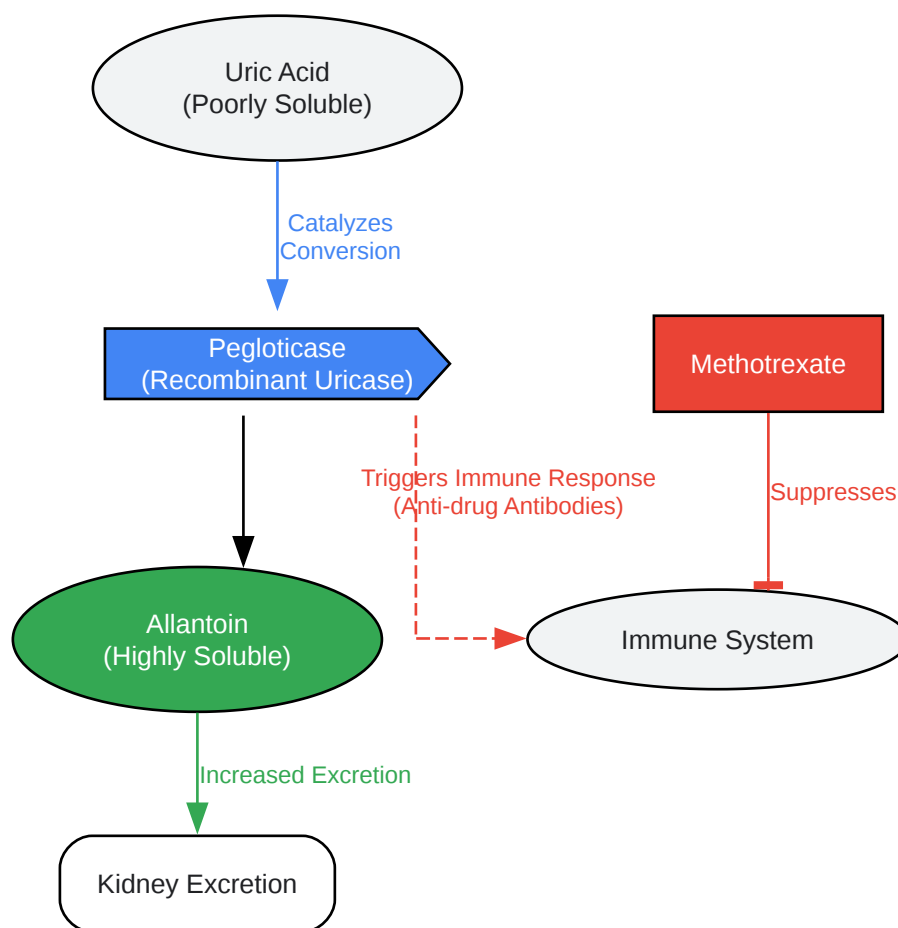 Uric Acid
(Poorly Soluble)
Catalyzes
Conversion
Pegloticase
(Recombinant Uricase)
Methotrexate
Triggers Immune Response
(Anti-drug Antibodies)
Suppresses
Allantoin
(Highly Soluble)
Immune System
Increased Excretion
Kidney Excretion